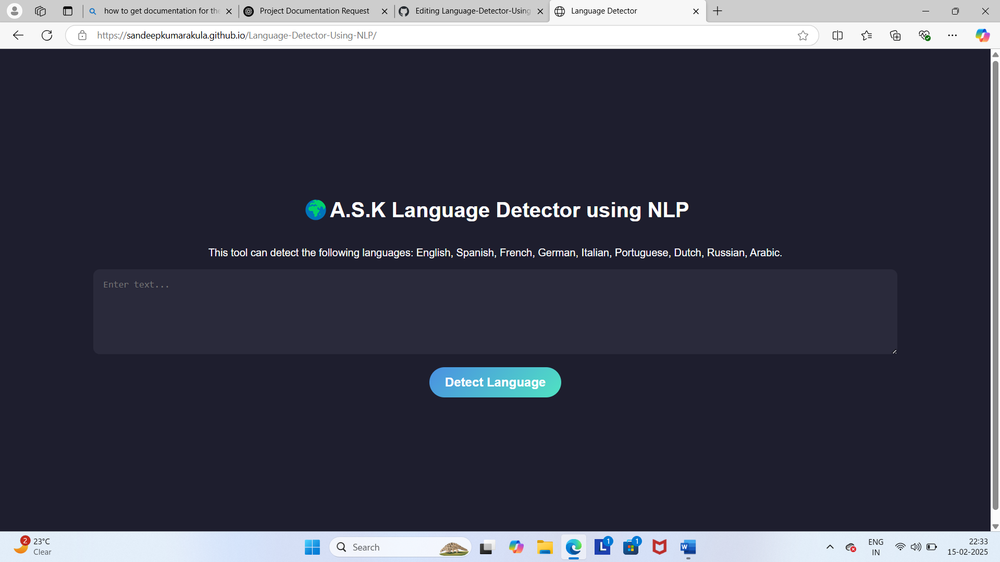 how to get documentation for the
Project Documentation Request
Editing Language-Detector-Using
Language Detector
https://sandeepkumarakula.github.io/Language-Detector-Using-NLP/
A.S.K Language Detector using NLP
This tool can detect the following languages: English, Spanish, French, German, Italian, Portuguese, Dutch, Russian, Arabic.
Enter text...
Detect Language
2
23°C
Clear
Search
L
1
1
W
ENG
IN
22:33
15-02-2025